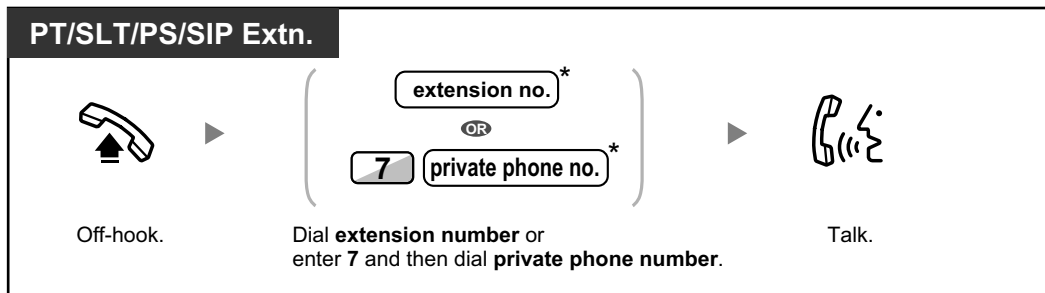 PT/SLT/PS/SIP Extn.
extension no.*
OR
7 private phone no.*
Off-hook.
Dial extension number or
enter 7 and then dial private phone number.
Talk.